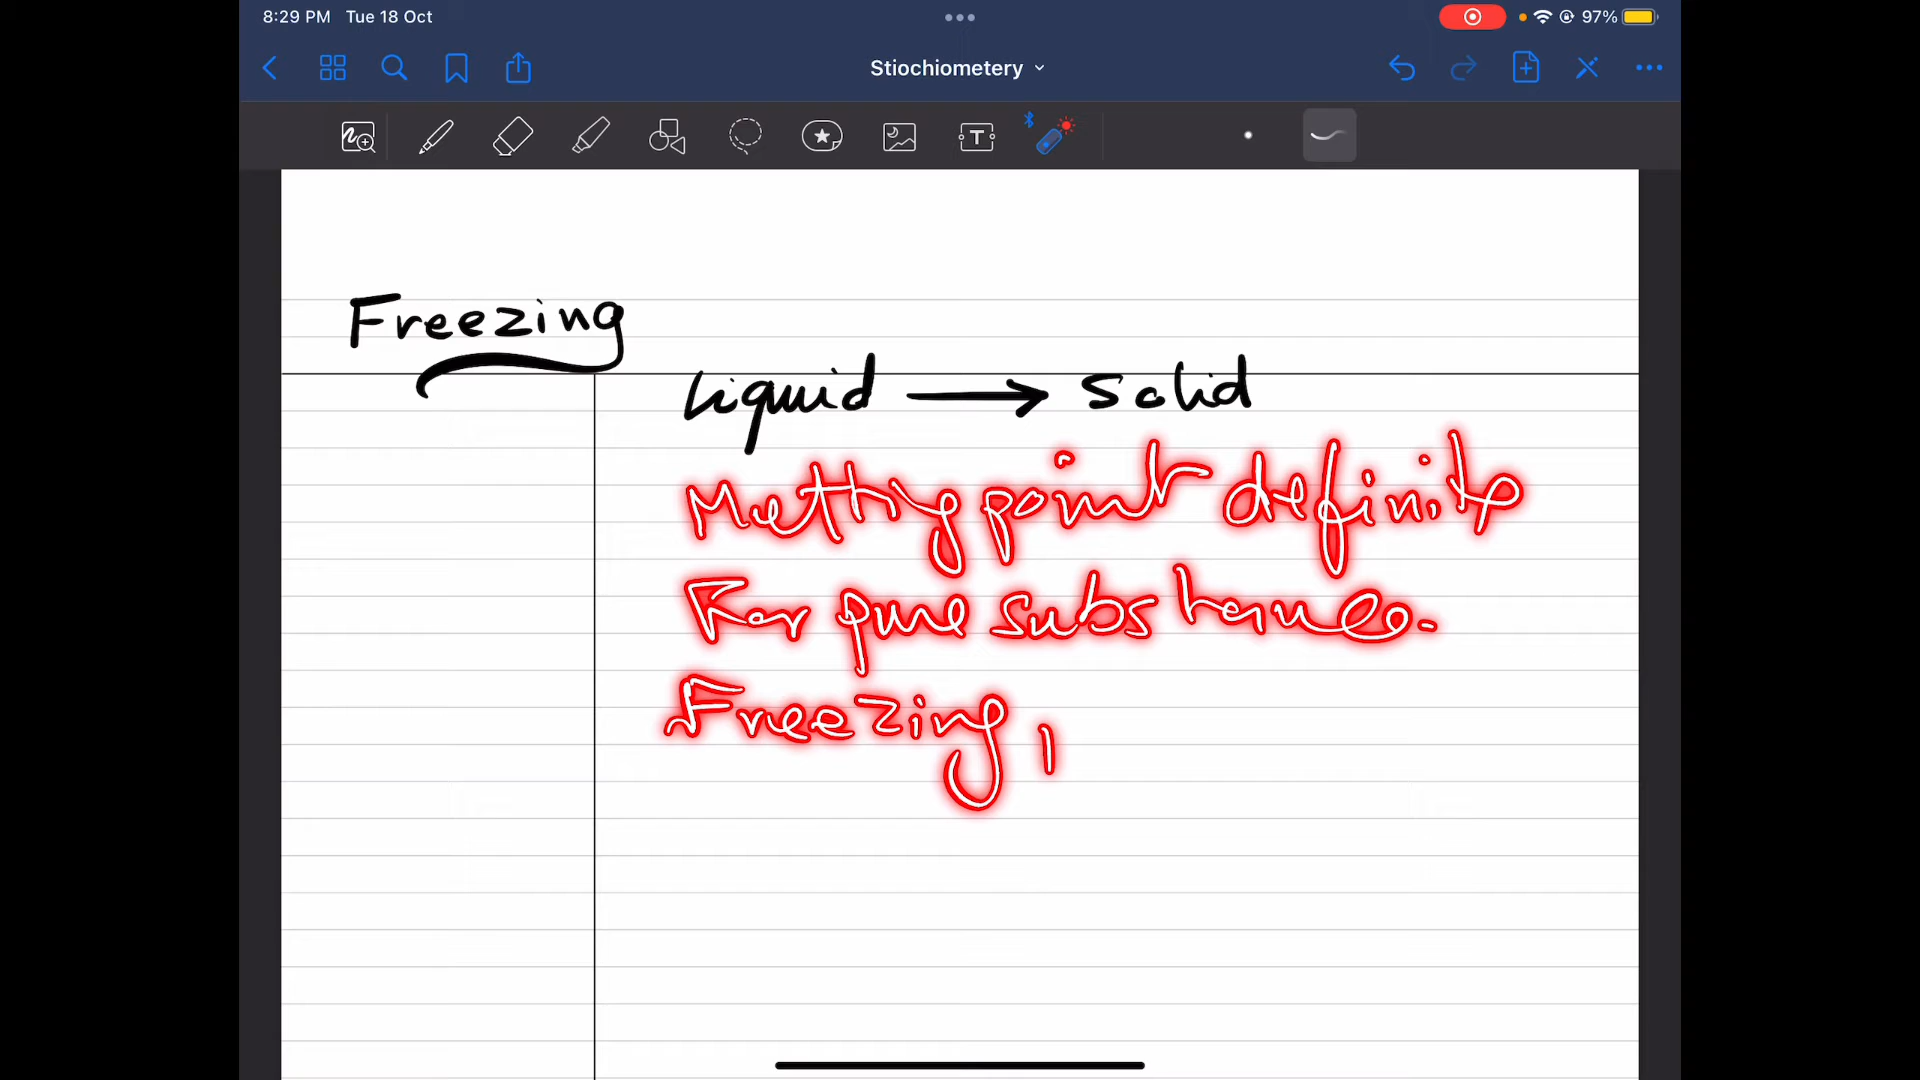 8:29 PM Tue 18 Oct 97%
Stiochiometery
T
Freezing
Liquid → Solid
Melting point definite
For pure substance.
Freezing